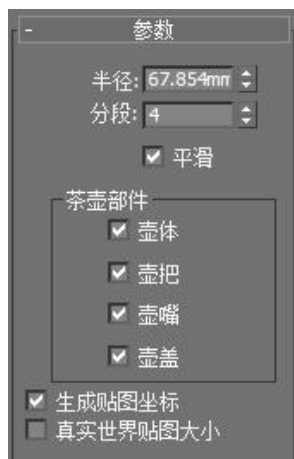 - 参数
半径: 67.854mm
分段: 4
平滑
茶壶部件
壶体
壶把
壶嘴
壶盖
生成贴图坐标
真实世界贴图大小